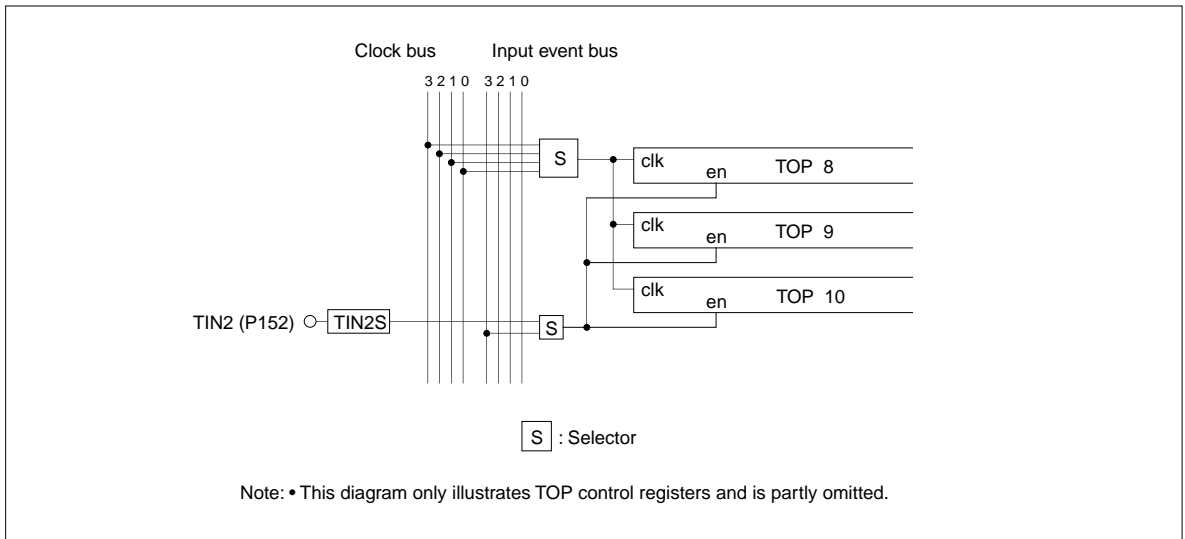 Clock bus
Input event bus
3 2 1 0
3 2 1 0
S
clk
en
TOP 8
clk
en
TOP 9
clk
en
TOP 10
TIN2 (P152)
TIN2S
S
S : Selector
Note: • This diagram only illustrates TOP control registers and is partly omitted.